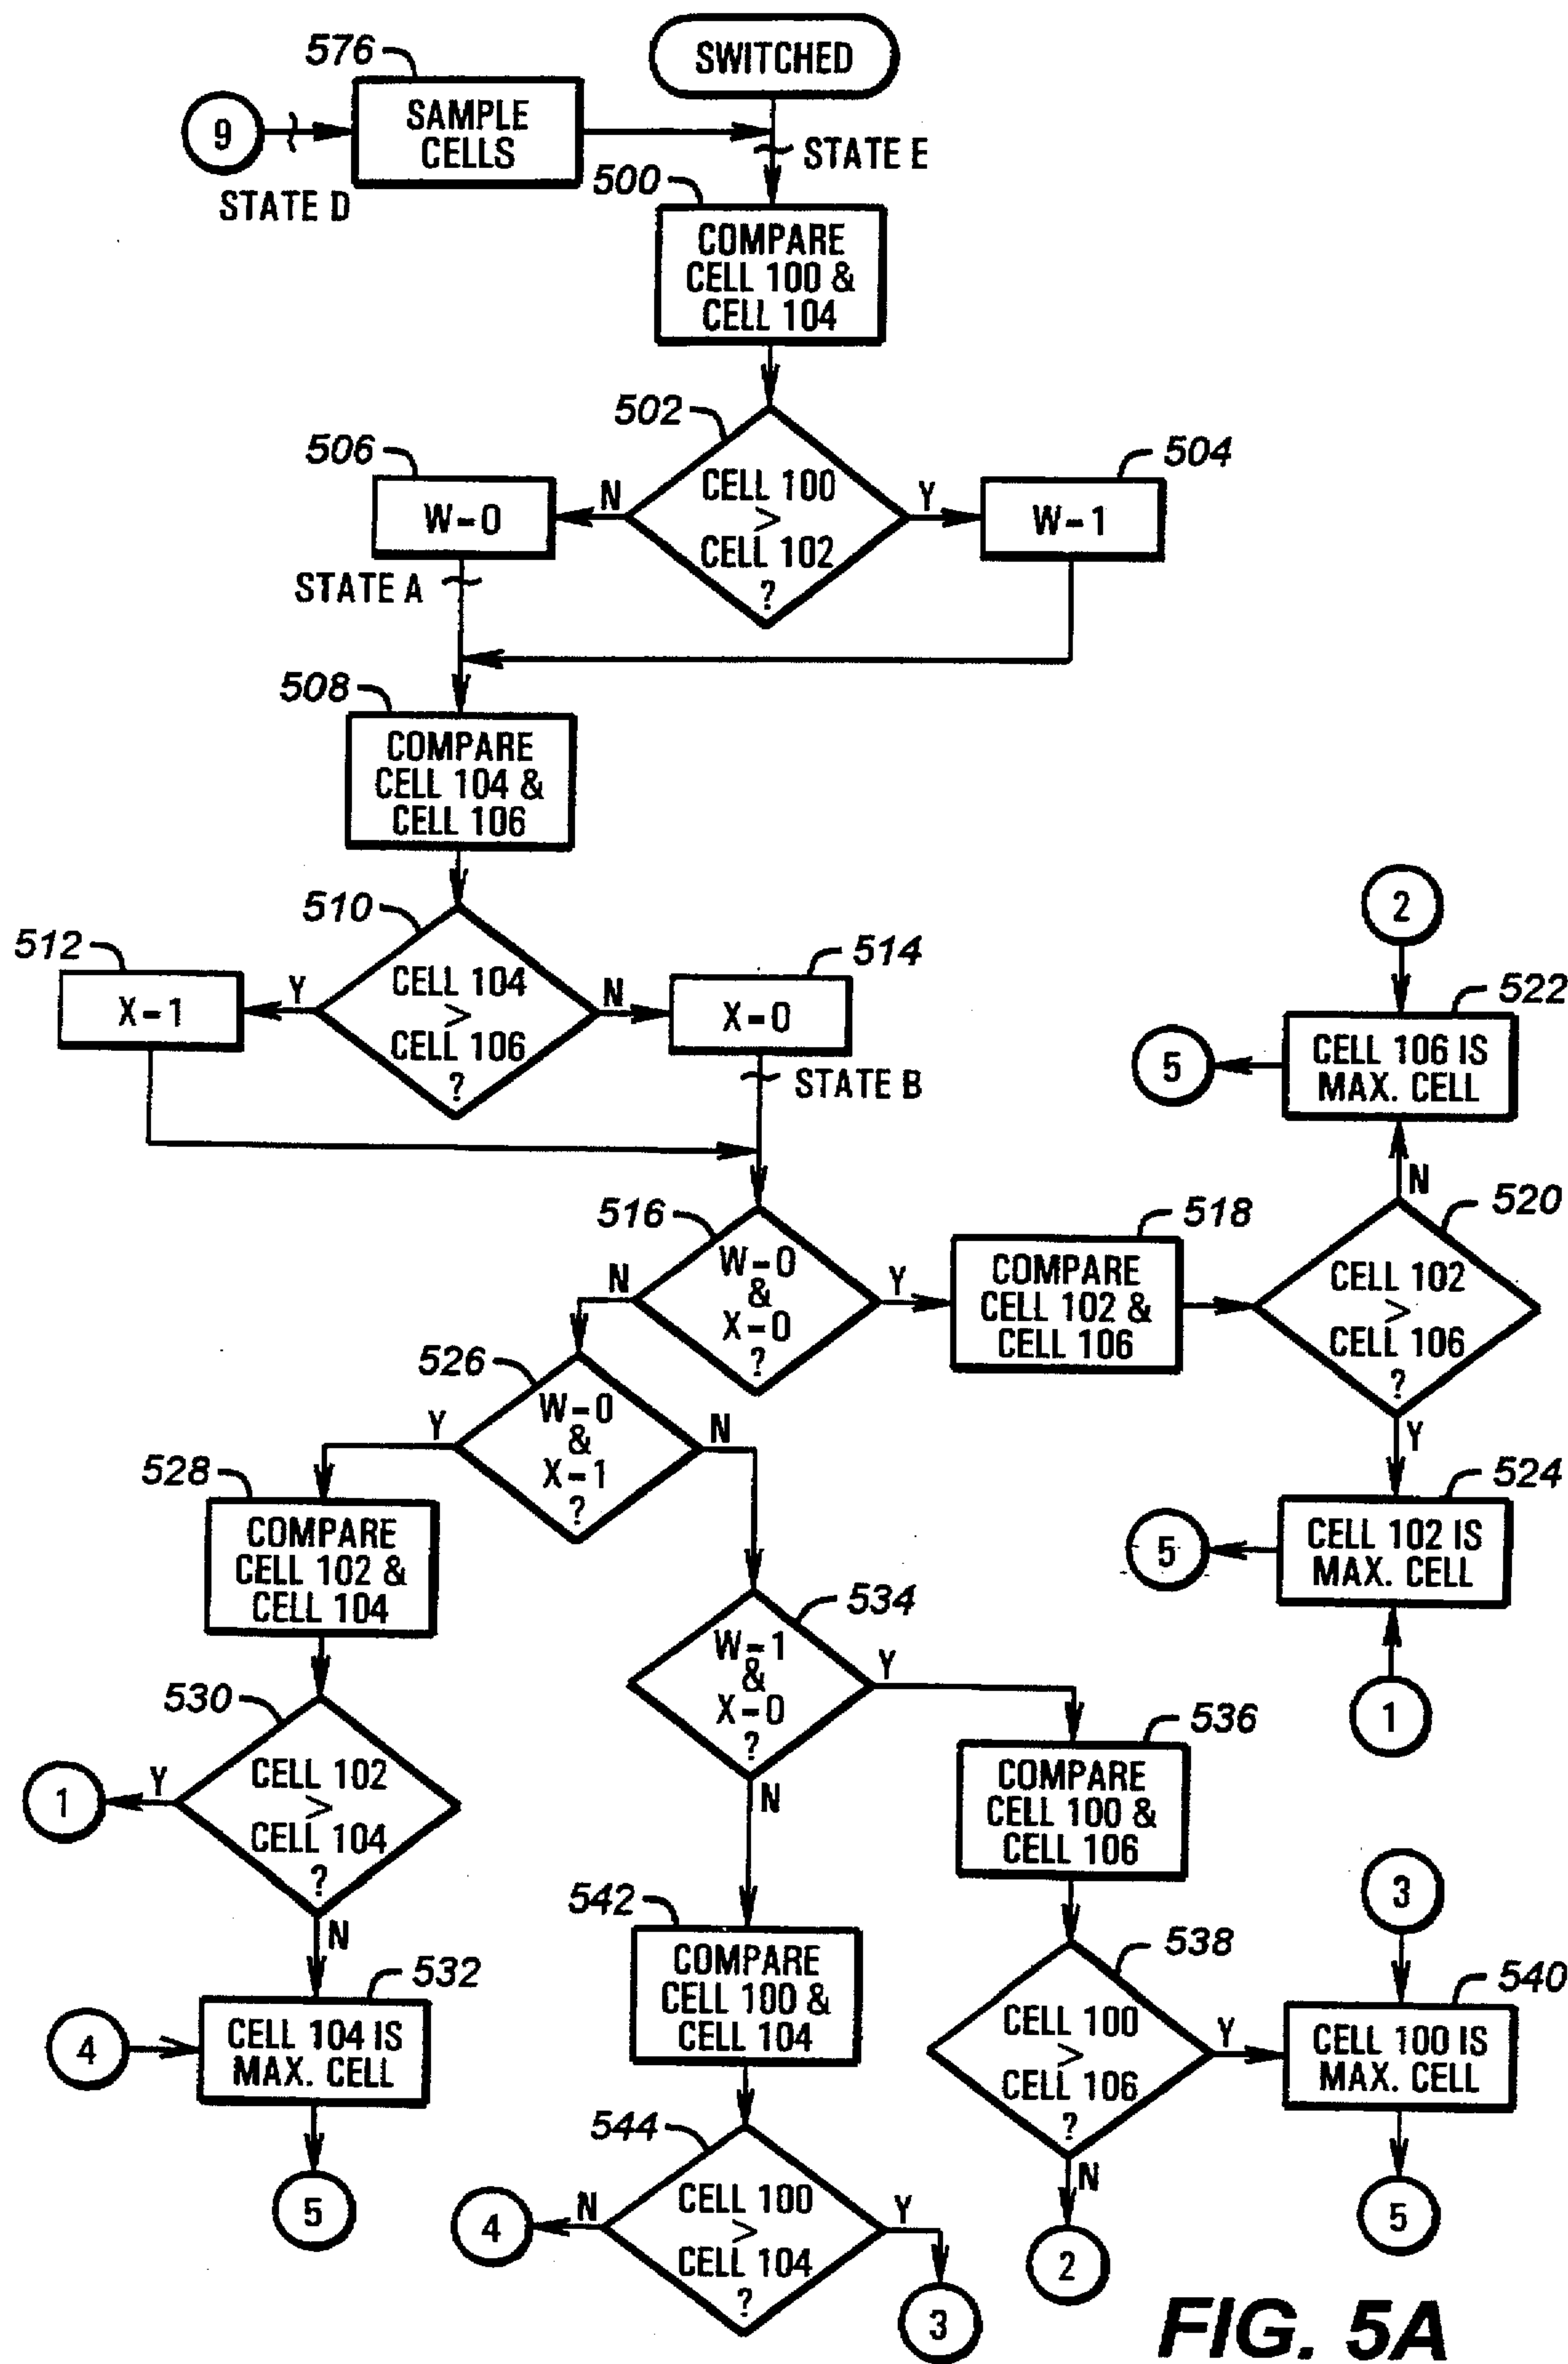 576
SWITCHED
9
SAMPLE
CELLS
STATE D
STATE E
500
COMPARE
CELL 100 &
CELL 104
502
506
504
N
CELL 100
>
CELL 102
?
Y
W=0
W=1
STATE A
508
COMPARE
CELL 104 &
CELL 106
510
512
514
2
Y
CELL 104
>
CELL 106
?
N
X=1
X=0
522
5
CELL 106 IS
MAX. CELL
STATE B
N
516
518
520
N
W=0
&
X=0
?
Y
COMPARE
CELL 102 &
CELL 106
CELL 102
>
CELL 106
?
526
Y
W=0
&
X=1
?
N
Y
528
524
COMPARE
CELL 102 &
CELL 104
5
CELL 102 IS
MAX. CELL
534
W=1
&
X=0
?
Y
530
1
536
1
Y
CELL 102
>
CELL 104
?
N
COMPARE
CELL 100 &
CELL 106
542
3
N
532
COMPARE
CELL 100 &
CELL 104
538
540
4
CELL 104 IS
MAX. CELL
CELL 100
>
CELL 106
?
Y
CELL 100 IS
MAX. CELL
544
N
5
4
N
CELL 100
>
CELL 104
?
Y
2
5
3
FIG. 5A